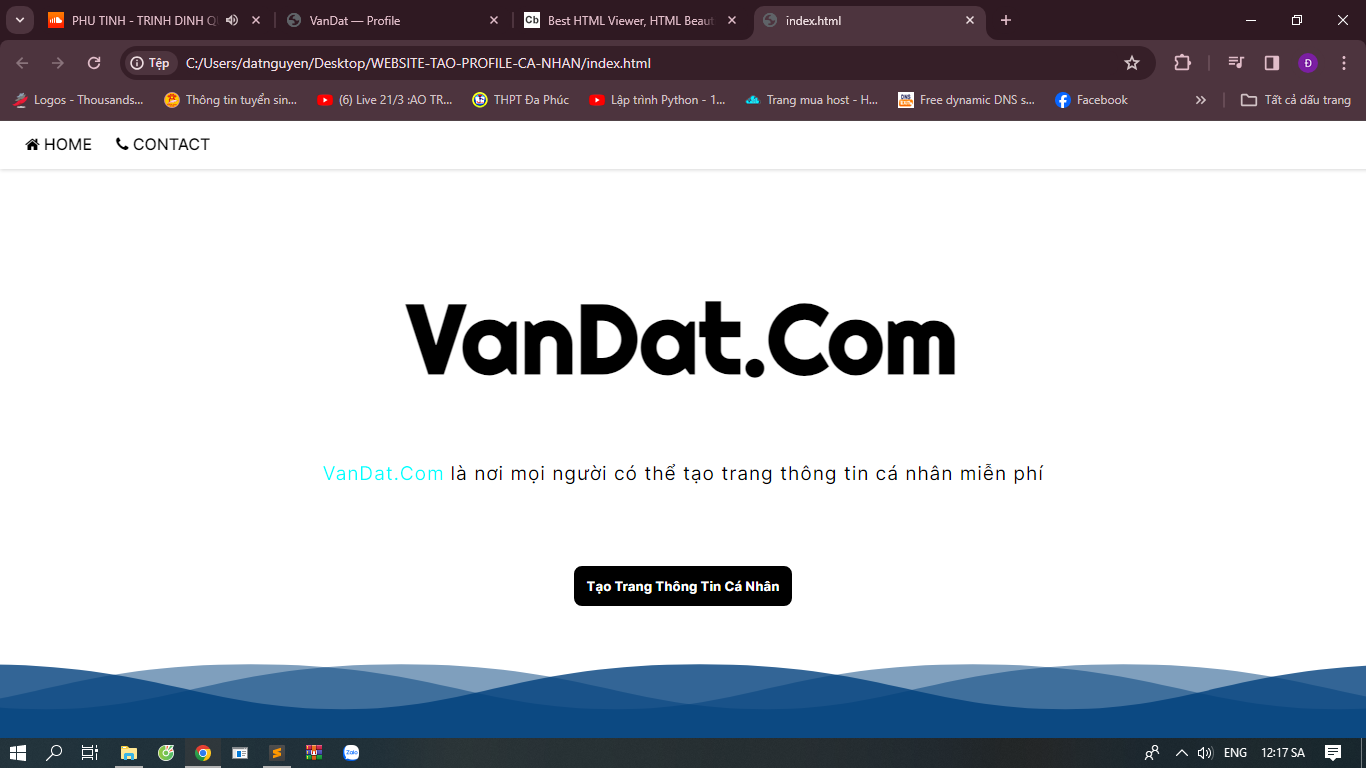 PHU TINH - TRINH DINH Q
VanDat — Profile
Cb Best HTML Viewer, HTML Beaut
index.html
Tệp C:/Users/datnguyen/Desktop/WEBSITE-TAO-PROFILE-CA-NHAN/index.html
Đ
Logos - Thousands... Thông tin tuyển sin... (6) Live 21/3 :AO TR... THPT Đa Phúc Lập trình Python - 1... Trang mua host - H... Free dynamic DNS s... Facebook Tất cả dấu trang
HOME CONTACT
VanDat.Com
VanDat.Com là nơi mọi người có thể tạo trang thông tin cá nhân miễn phí
Tạo Trang Thông Tin Cá Nhân
Zalo ENG 12:17 SA